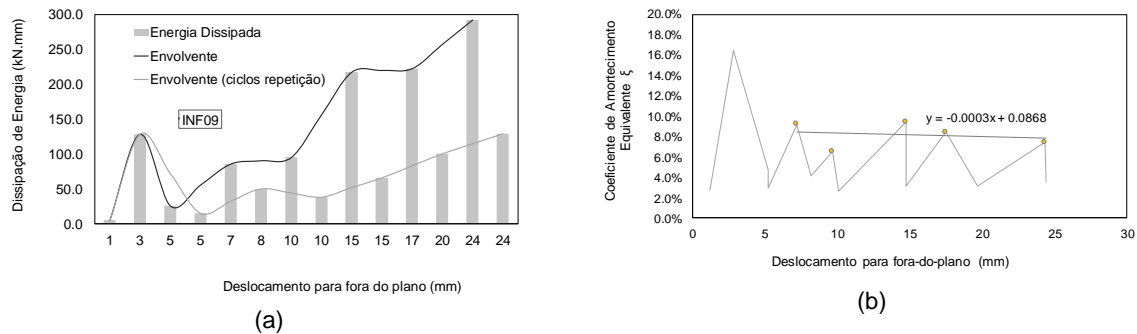 Dissipação de Energia (kN.mm)
300.0
250.0
200.0
150.0
100.0
50.0
0.0
Energia Dissipada
Envolvente
Envolvente (ciclos repetição)
INF09
1 3 5 5 7 8 10 10 15 15 17 20 24 24
Deslocamento para fora do plano (mm)
(a)
Coeficiente de Amortecimento
Equivalente ξ
20.0%
18.0%
16.0%
14.0%
12.0%
10.0%
8.0%
6.0%
4.0%
2.0%
0.0%
y = -0.0003x + 0.0868
0 5 10 15 20 25 30
Deslocamento para fora-do-plano (mm)
(b)